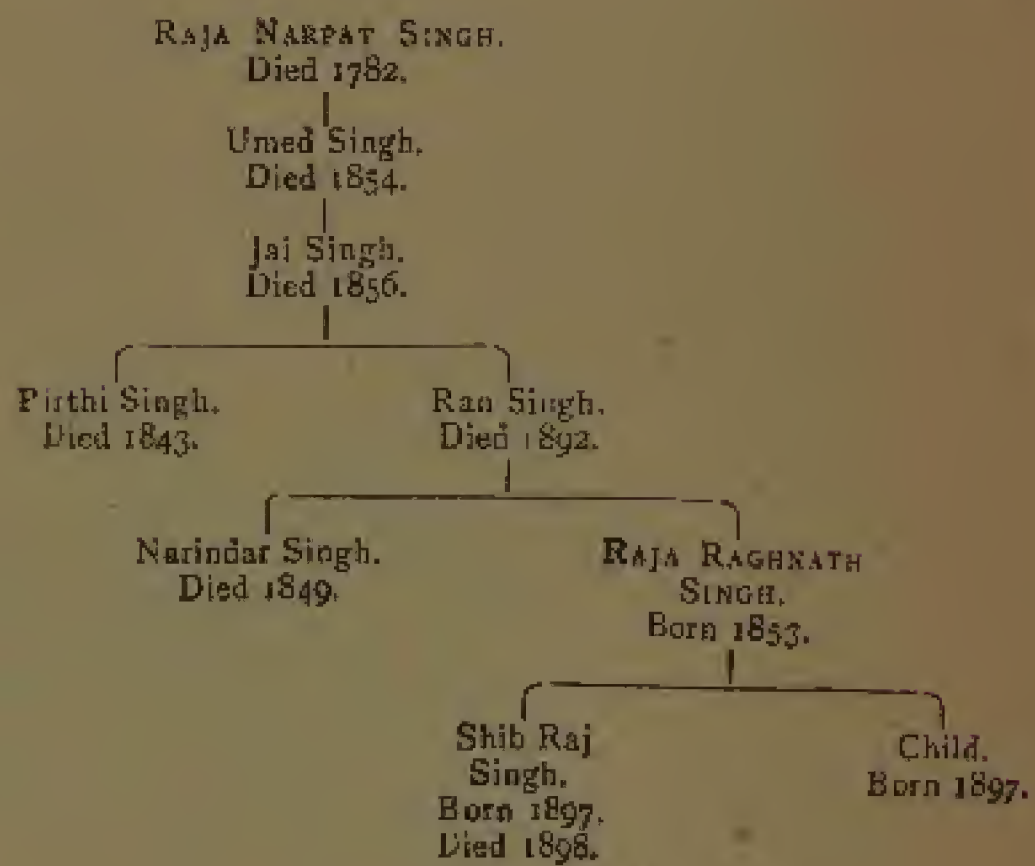 RAJA NARPAT SINGH.
Died 1782.
Umed Singh.
Died 1854.
Jai Singh.
Died 1856.
Pirthi Singh.
Died 1843.
Ran Singh.
Died 1892.
Narindar Singh.
Died 1849.
RAJA RAGHNATH
SINGH.
Born 1853.
Shib Raj
Singh.
Born 1897.
Died 1898.
Child.
Born 1897.